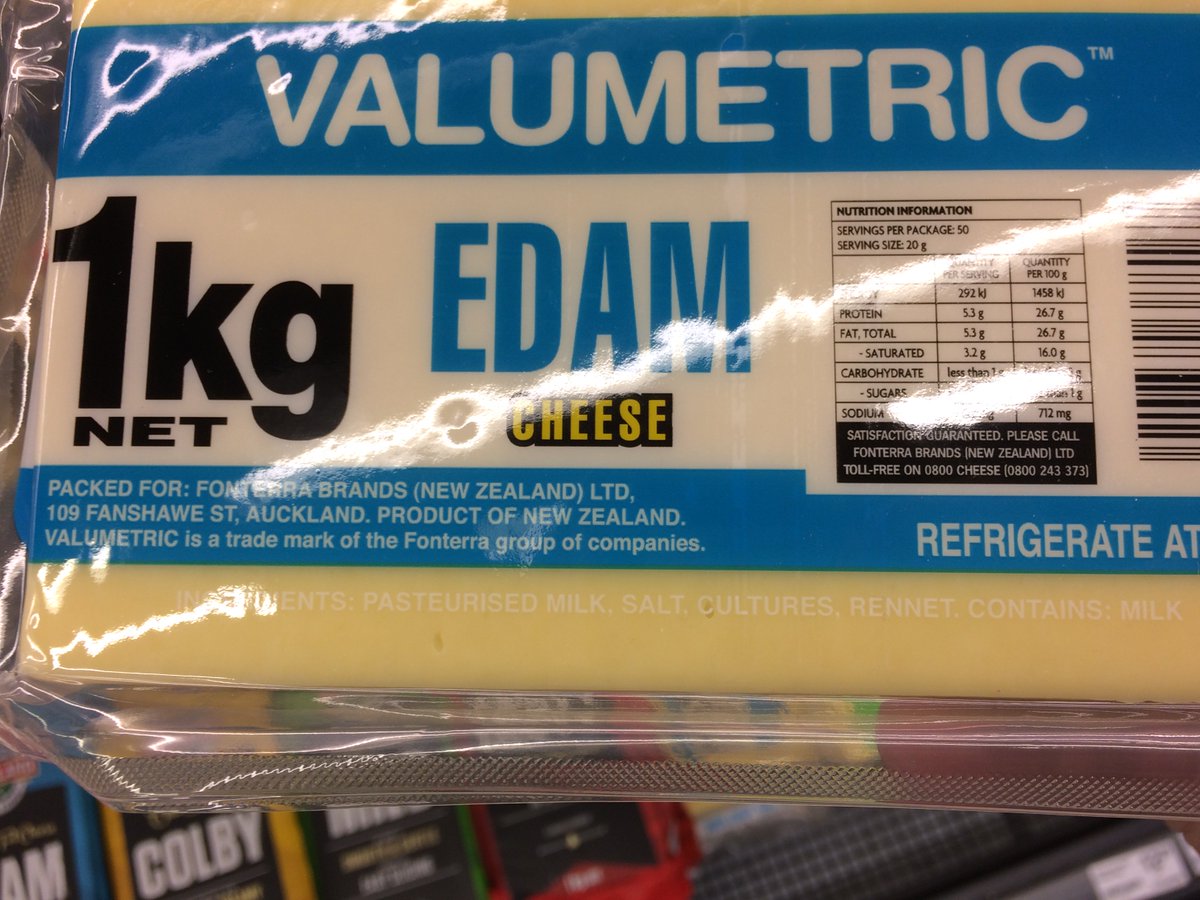 VALUMETRIC™
1kg
NET
EDAM
CHEESE
NUTRITION INFORMATION
SERVINGS PER PACKAGE: 50
SERVING SIZE: 20 g
QUANTITY PER SERVING QUANTITY PER 100 g
292 kJ 1458 kJ
PROTEIN 5.3 g 26.7 g
FAT, TOTAL 5.3 g 26.7 g
- SATURATED 3.2 g 16.0 g
CARBOHYDRATE less than 1 g
- SUGARS than 1 g
SODIUM 712 mg
SATISFACTION GUARANTEED. PLEASE CALL
FONTERRA BRANDS (NEW ZEALAND) LTD
TOLL-FREE ON 0800 CHEESE (0800 243 373)
PACKED FOR: FONTERRA BRANDS (NEW ZEALAND) LTD,
109 FANSHAWE ST, AUCKLAND. PRODUCT OF NEW ZEALAND.
VALUMETRIC is a trade mark of the Fonterra group of companies.
REFRIGERATE AT
INGREDIENTS: PASTEURISED MILK, SALT, CULTURES, RENNET. CONTAINS: MILK
AM
COLBY